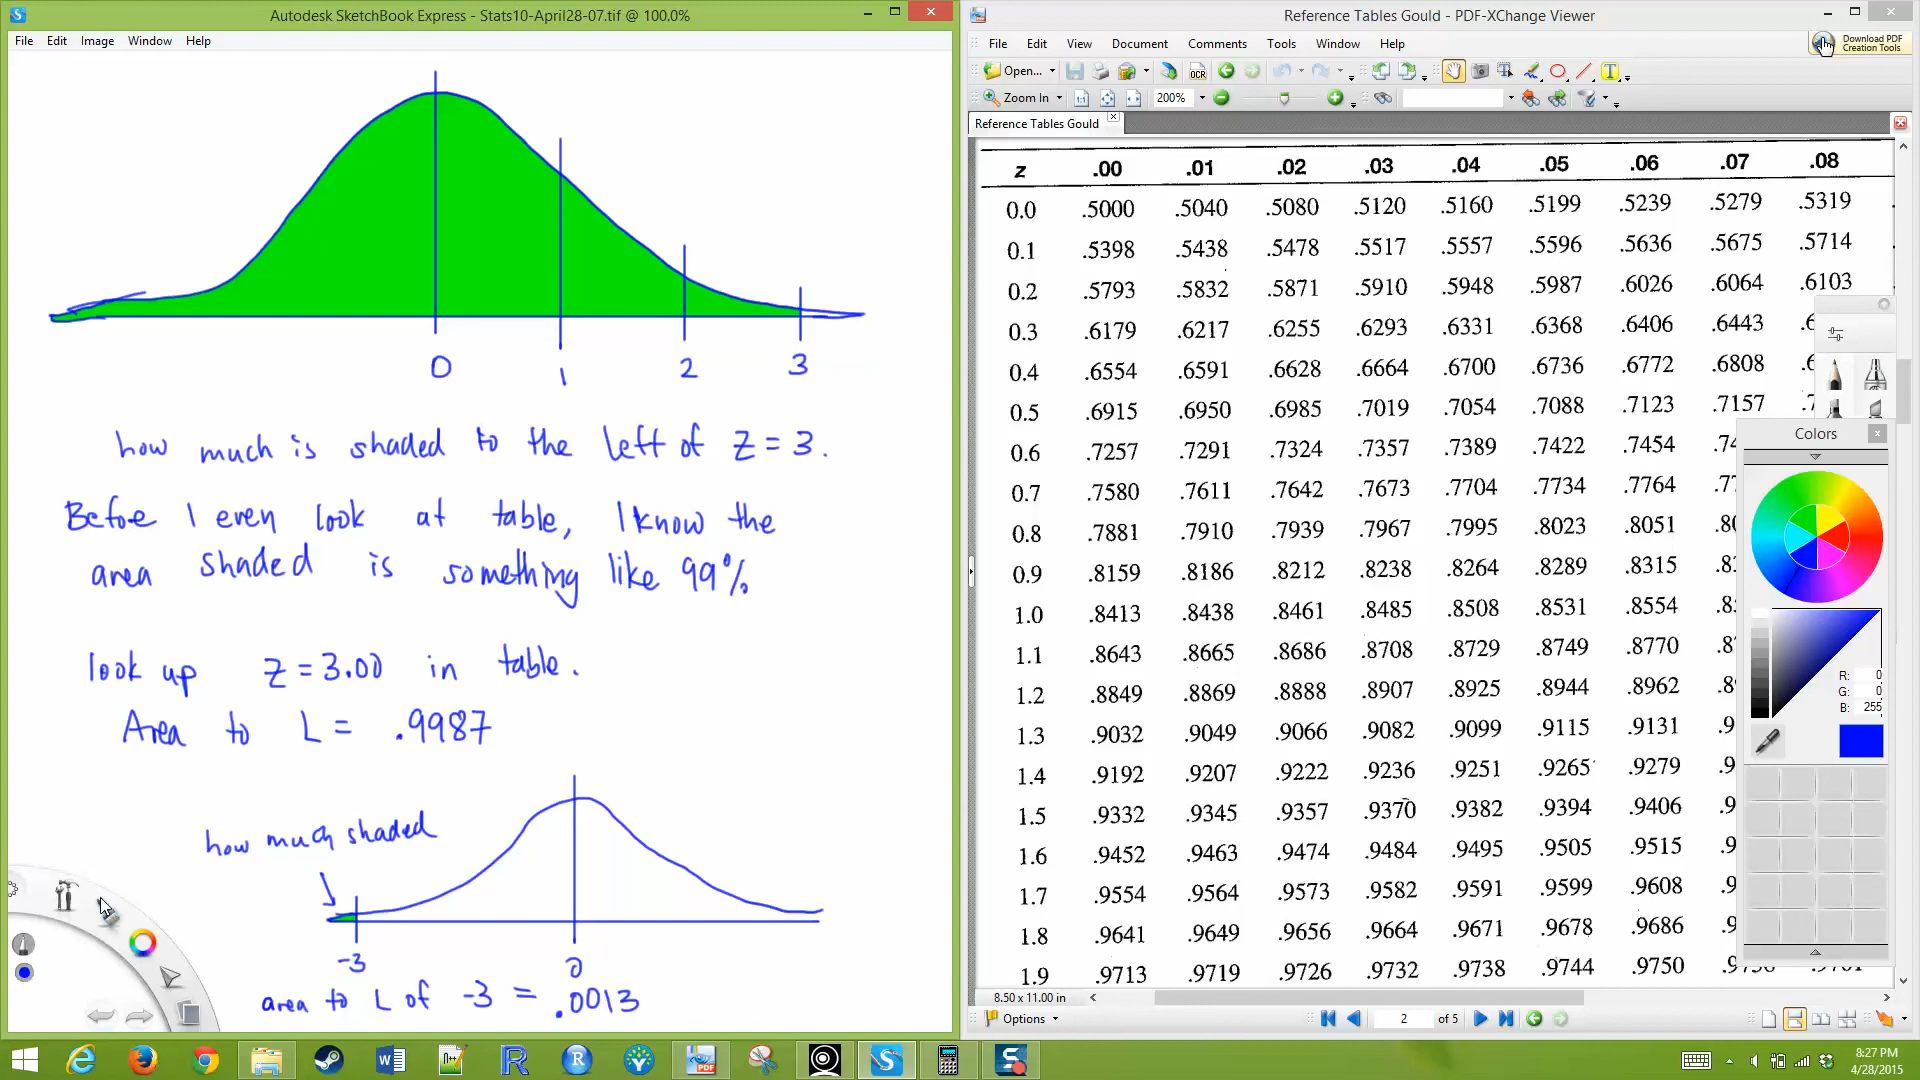 Autodesk SketchBook Express - Stats10-April28-07.tif @ 100.0%
File Edit Image Window Help
0 1 2 3
how much is shaded to the left of z = 3.
Before I even look at table, I know the
area shaded is something like 99%
look up z = 3.00 in table.
Area to L = .9987
how much shaded
-3 0
area to L of -3 = .0013
Reference Tables Gould - PDF-XChange Viewer
File Edit View Document Comments Tools Window Help
Download PDF
Creation Tools
Open...
OCR
Zoom In 200%
Reference Tables Gould
z .00 .01 .02 .03 .04 .05 .06 .07 .08
0.0 .5000 .5040 .5080 .5120 .5160 .5199 .5239 .5279 .5319
0.1 .5398 .5438 .5478 .5517 .5557 .5596 .5636 .5675 .5714
0.2 .5793 .5832 .5871 .5910 .5948 .5987 .6026 .6064 .6103
0.3 .6179 .6217 .6255 .6293 .6331 .6368 .6406 .6443
0.4 .6554 .6591 .6628 .6664 .6700 .6736 .6772 .6808
0.5 .6915 .6950 .6985 .7019 .7054 .7088 .7123 .7157
0.6 .7257 .7291 .7324 .7357 .7389 .7422 .7454
0.7 .7580 .7611 .7642 .7673 .7704 .7734 .7764
0.8 .7881 .7910 .7939 .7967 .7995 .8023 .8051
0.9 .8159 .8186 .8212 .8238 .8264 .8289 .8315
1.0 .8413 .8438 .8461 .8485 .8508 .8531 .8554
1.1 .8643 .8665 .8686 .8708 .8729 .8749 .8770
1.2 .8849 .8869 .8888 .8907 .8925 .8944 .8962
1.3 .9032 .9049 .9066 .9082 .9099 .9115 .9131
1.4 .9192 .9207 .9222 .9236 .9251 .9265 .9279
1.5 .9332 .9345 .9357 .9370 .9382 .9394 .9406
1.6 .9452 .9463 .9474 .9484 .9495 .9505 .9515
1.7 .9554 .9564 .9573 .9582 .9591 .9599 .9608
1.8 .9641 .9649 .9656 .9664 .9671 .9678 .9686
1.9 .9713 .9719 .9726 .9732 .9738 .9744 .9750
Colors
R: 0
G: 0
B: 255
8.50 x 11.00 in
Options 2 of 5
8:27 PM
4/28/2015